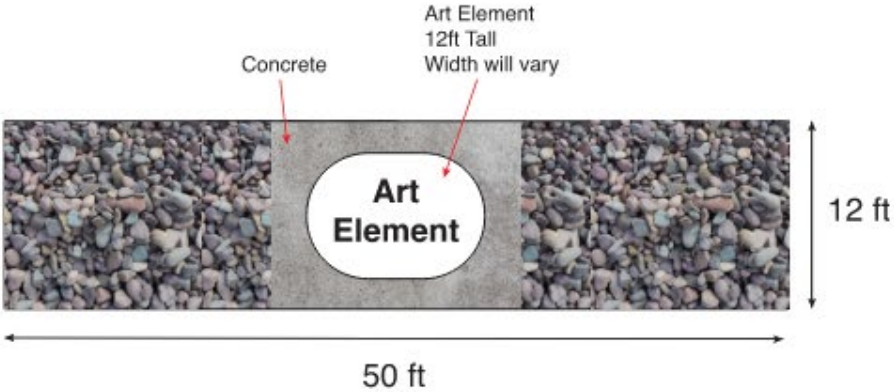 Art Element
12ft Tall
Width will vary
Concrete
Art
Element
12 ft
50 ft